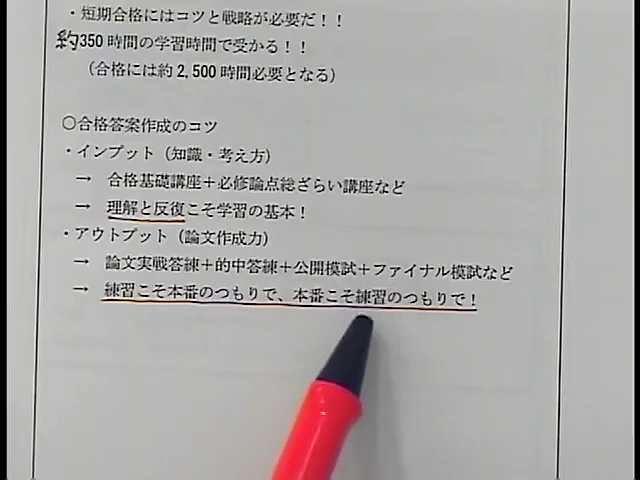 ・短期合格にはコツと戦略が必要だ！！
約350時間の学習時間で受かる！！
（合格には約2,500時間必要となる）
○合格答案作成のコツ
・インプット（知識・考え方）
→ 合格基礎講座＋必修論点総ざらい講座など
→ 理解と反復こそ学習の基本！
・アウトプット（論文作成力）
→ 論文実戦答練＋的中答練＋公開模試＋ファイナル模試など
→ 練習こそ本番のつもりで、本番こそ練習のつもりで！